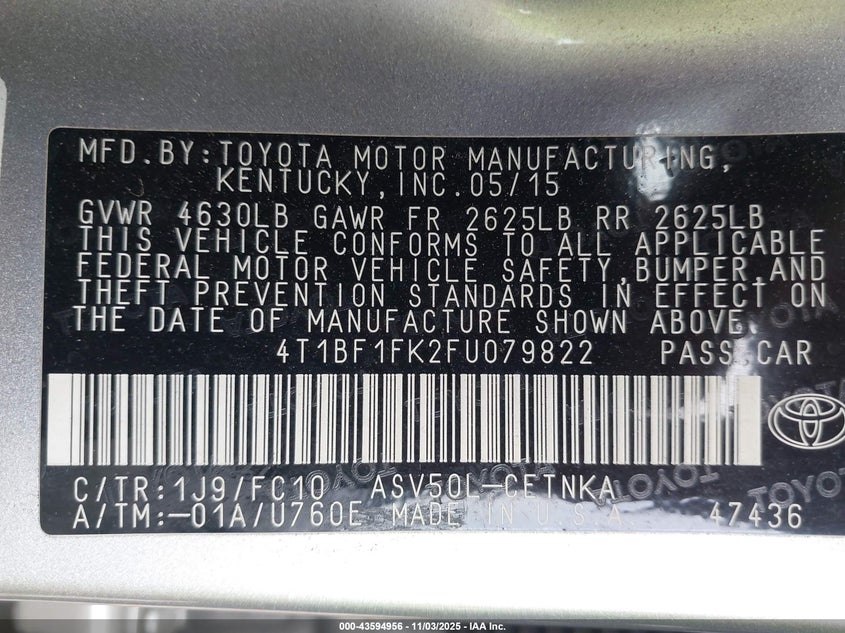 MFD.BY:TOYOTA MOTOR MANUFACTURING,
KENTUCKY,INC.05/15
GVWR 4630LB GAWR FR 2625LB RR 2625LB
THIS VEHICLE CONFORMS TO ALL APPLICABLE
FEDERAL MOTOR VEHICLE SAFETY,BUMPER,AND
THEFT PREVENTION STANDARDS IN EFFECT ON
THE DATE OF MANUFACTURE SHOWN ABOVE.
4T1BF1FK2FU079822 PASS.CAR
C/TR:1J9/FC10 ASV50L-CETNKA
A/TM:-01A/U760E MADE IN U.S.A. 47436
TOYOTA
000-43594956 - 11/03/2025 - IAA Inc.